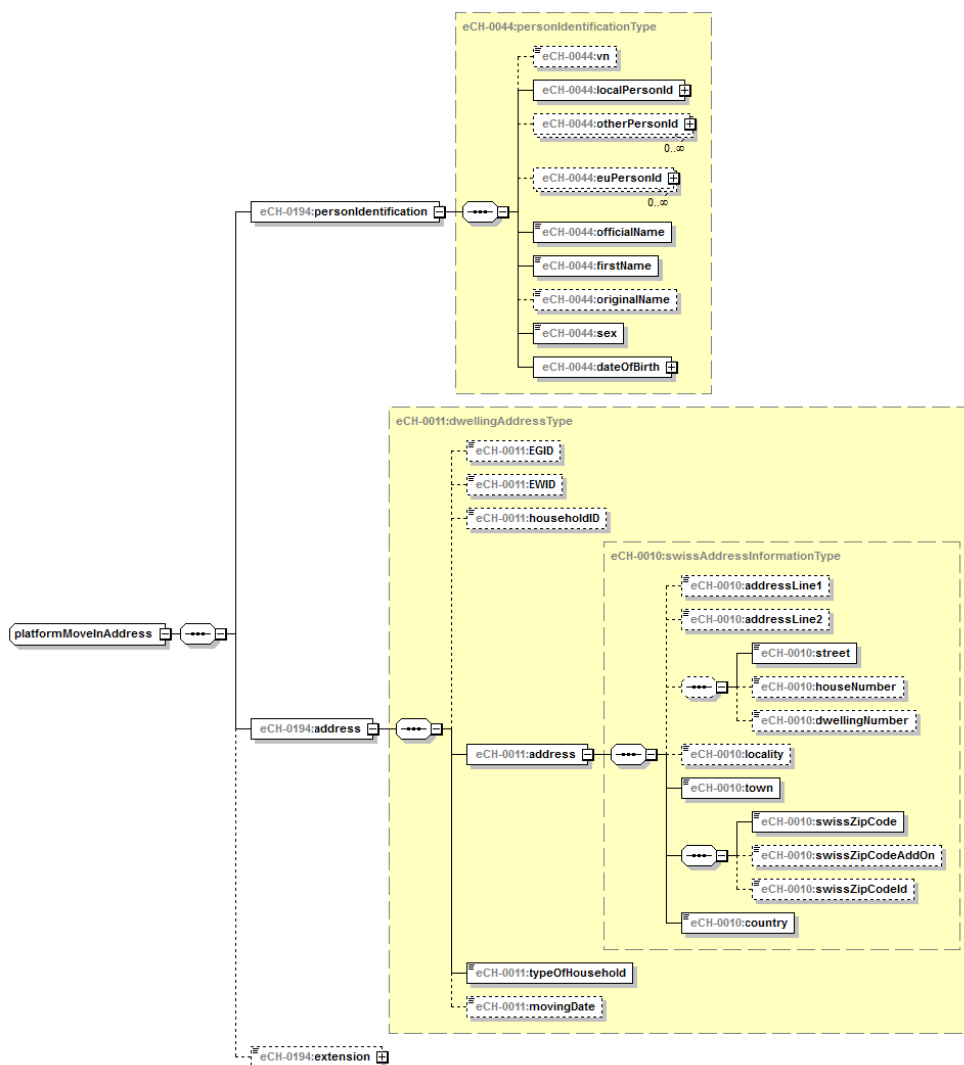 eCH-0044:personIdentificationType
eCH-0044:vn
eCH-0044:localPersonId
eCH-0044:otherPersonId
0..∞
eCH-0044:euPersonId
0..∞
eCH-0194:personIdentification
eCH-0044:officialName
eCH-0044:firstName
eCH-0044:originalName
eCH-0044:sex
eCH-0044:dateOfBirth
eCH-0011:dwellingAddressType
eCH-0011:EGID
eCH-0011:EWID
eCH-0011:householdID
eCH-0010:swissAddressInformationType
eCH-0010:addressLine1
eCH-0010:addressLine2
platformMoveInAddress
eCH-0010:street
eCH-0010:houseNumber
eCH-0010:dwellingNumber
eCH-0194:address
eCH-0011:address
eCH-0010:locality
eCH-0010:town
eCH-0010:swissZipCode
eCH-0010:swissZipCodeAddOn
eCH-0010:swissZipCodeId
eCH-0010:country
eCH-0011:typeOfHousehold
eCH-0011:movingDate
eCH-0194:extension